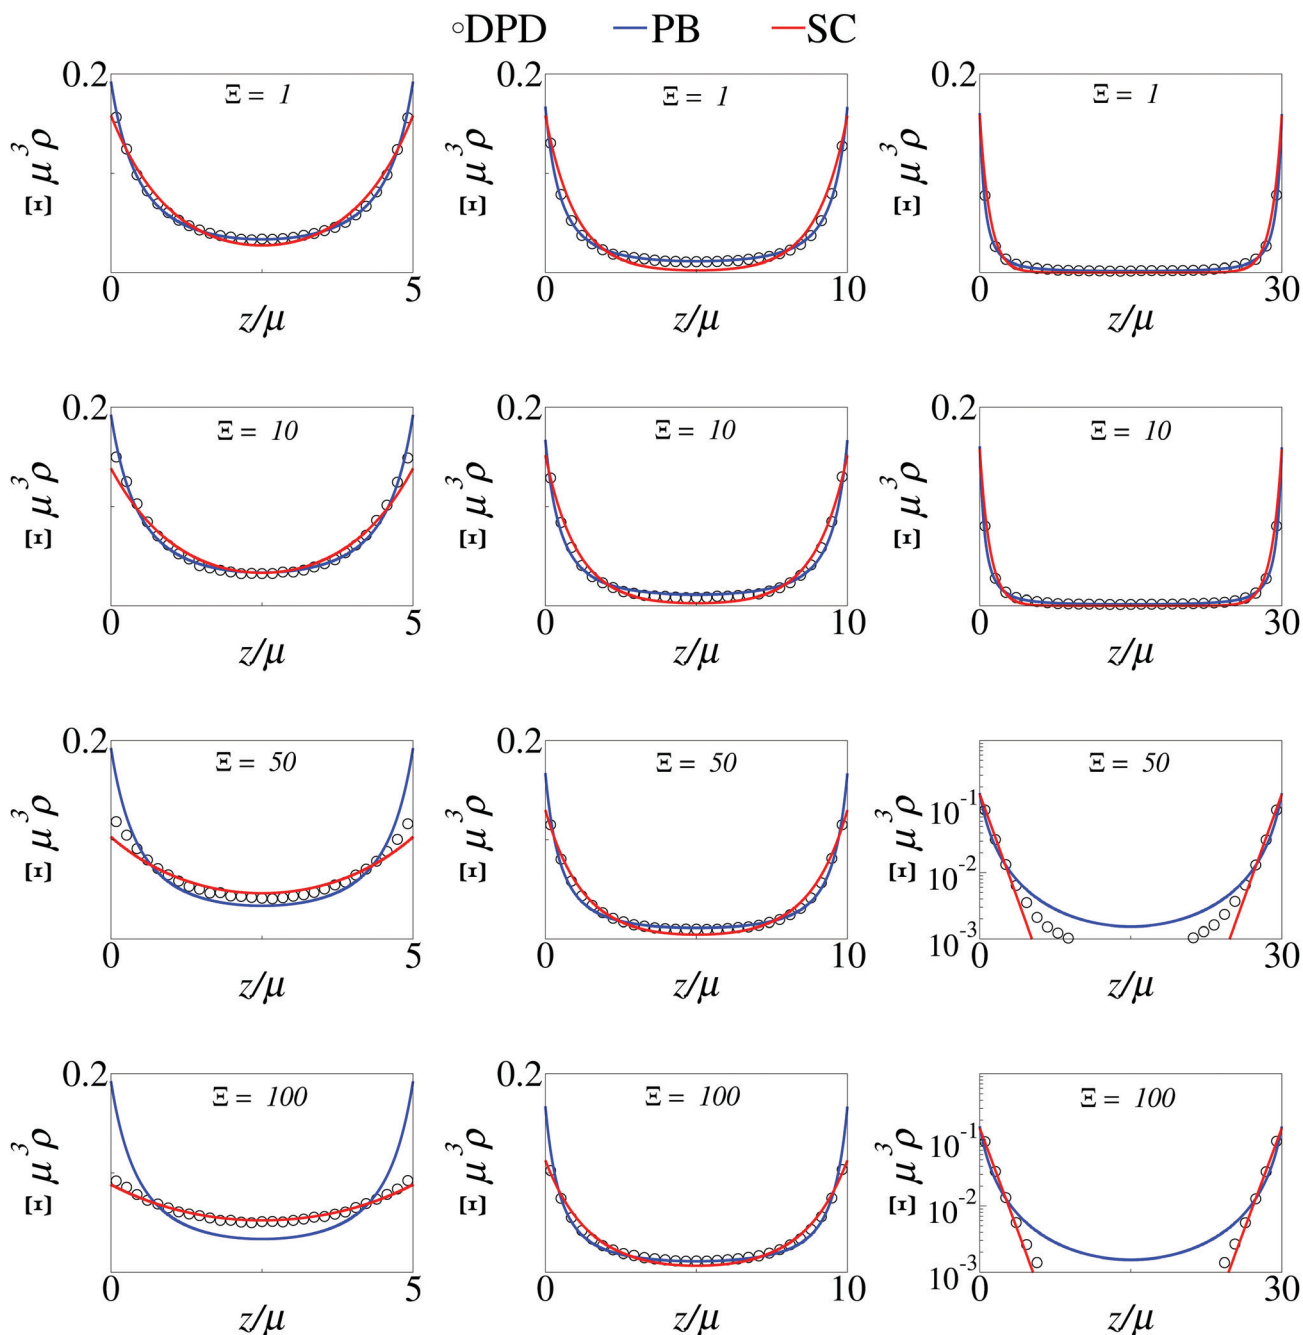 DPD PB SC
0.2 Ξ = 1 Ξ μ³ρ 0 5 z/μ
0.2 Ξ = 1 Ξ μ³ρ 0 10 z/μ
0.2 Ξ = 1 Ξ μ³ρ 0 30 z/μ
0.2 Ξ = 10 Ξ μ³ρ 0 5 z/μ
0.2 Ξ = 10 Ξ μ³ρ 0 10 z/μ
0.2 Ξ = 10 Ξ μ³ρ 0 30 z/μ
0.2 Ξ = 50 Ξ μ³ρ 0 5 z/μ
0.2 Ξ = 50 Ξ μ³ρ 0 10 z/μ
Ξ = 50 10⁻¹ 10⁻² 10⁻³ Ξ μ³ρ 0 30 z/μ
0.2 Ξ = 100 Ξ μ³ρ 0 5 z/μ
0.2 Ξ = 100 Ξ μ³ρ 0 10 z/μ
Ξ = 100 10⁻¹ 10⁻² 10⁻³ Ξ μ³ρ 0 30 z/μ